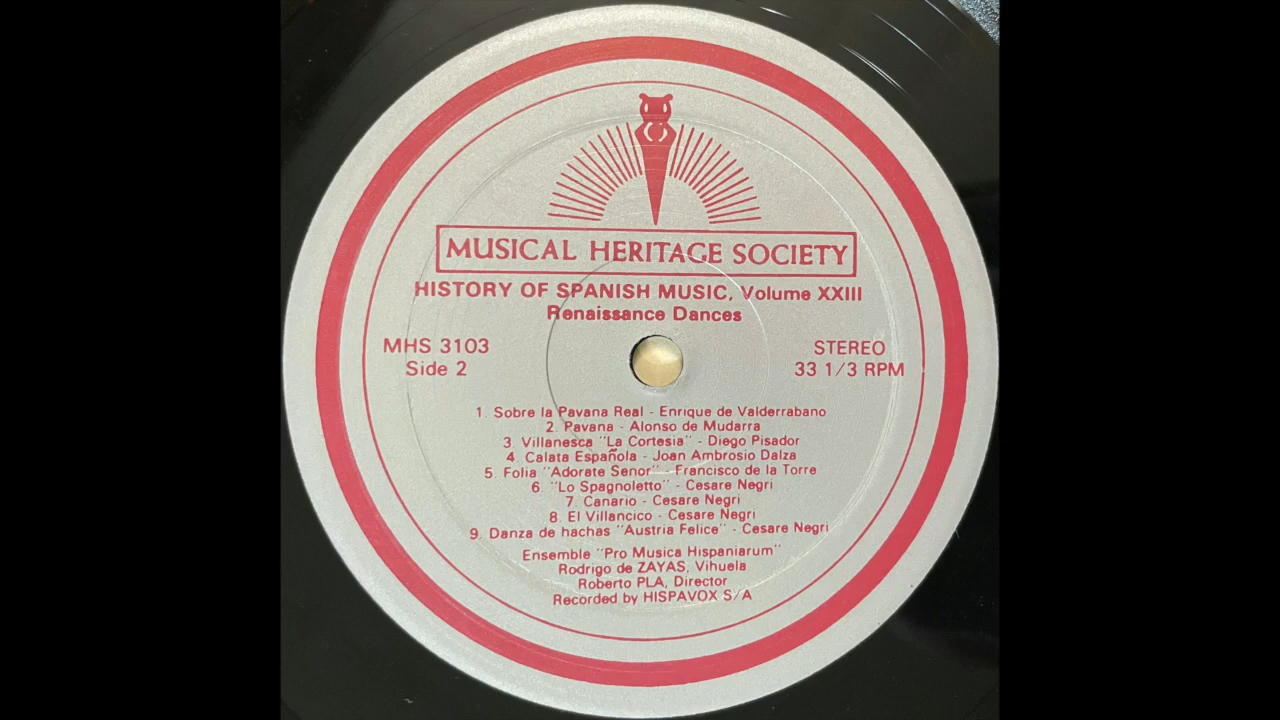 MUSICAL HERITAGE SOCIETY
HISTORY OF SPANISH MUSIC, Volume XXIII
Renaissance Dances
MHS 3103
Side 2
STEREO
33 1/3 RPM
1. Sobre la Pavana Real - Enrique de Valderrabano
2. Pavana - Alonso de Mudarra
3. Villanesca "La Cortesia" - Diego Pisador
4. Calata Española - Joan Ambrosio Dalza
5. Folia "Adorate Senor" - Francisco de la Torre
6. "Lo Spagnoletto" - Cesare Negri
7. Canario - Cesare Negri
8. El Villancico - Cesare Negri
9. Danza de hachas "Austria Felice" - Cesare Negri
Ensemble "Pro Musica Hispaniarum"
Rodrigo de ZAYAS, Vihuela
Roberto PLA, Director
Recorded by HISPAVOX S/A